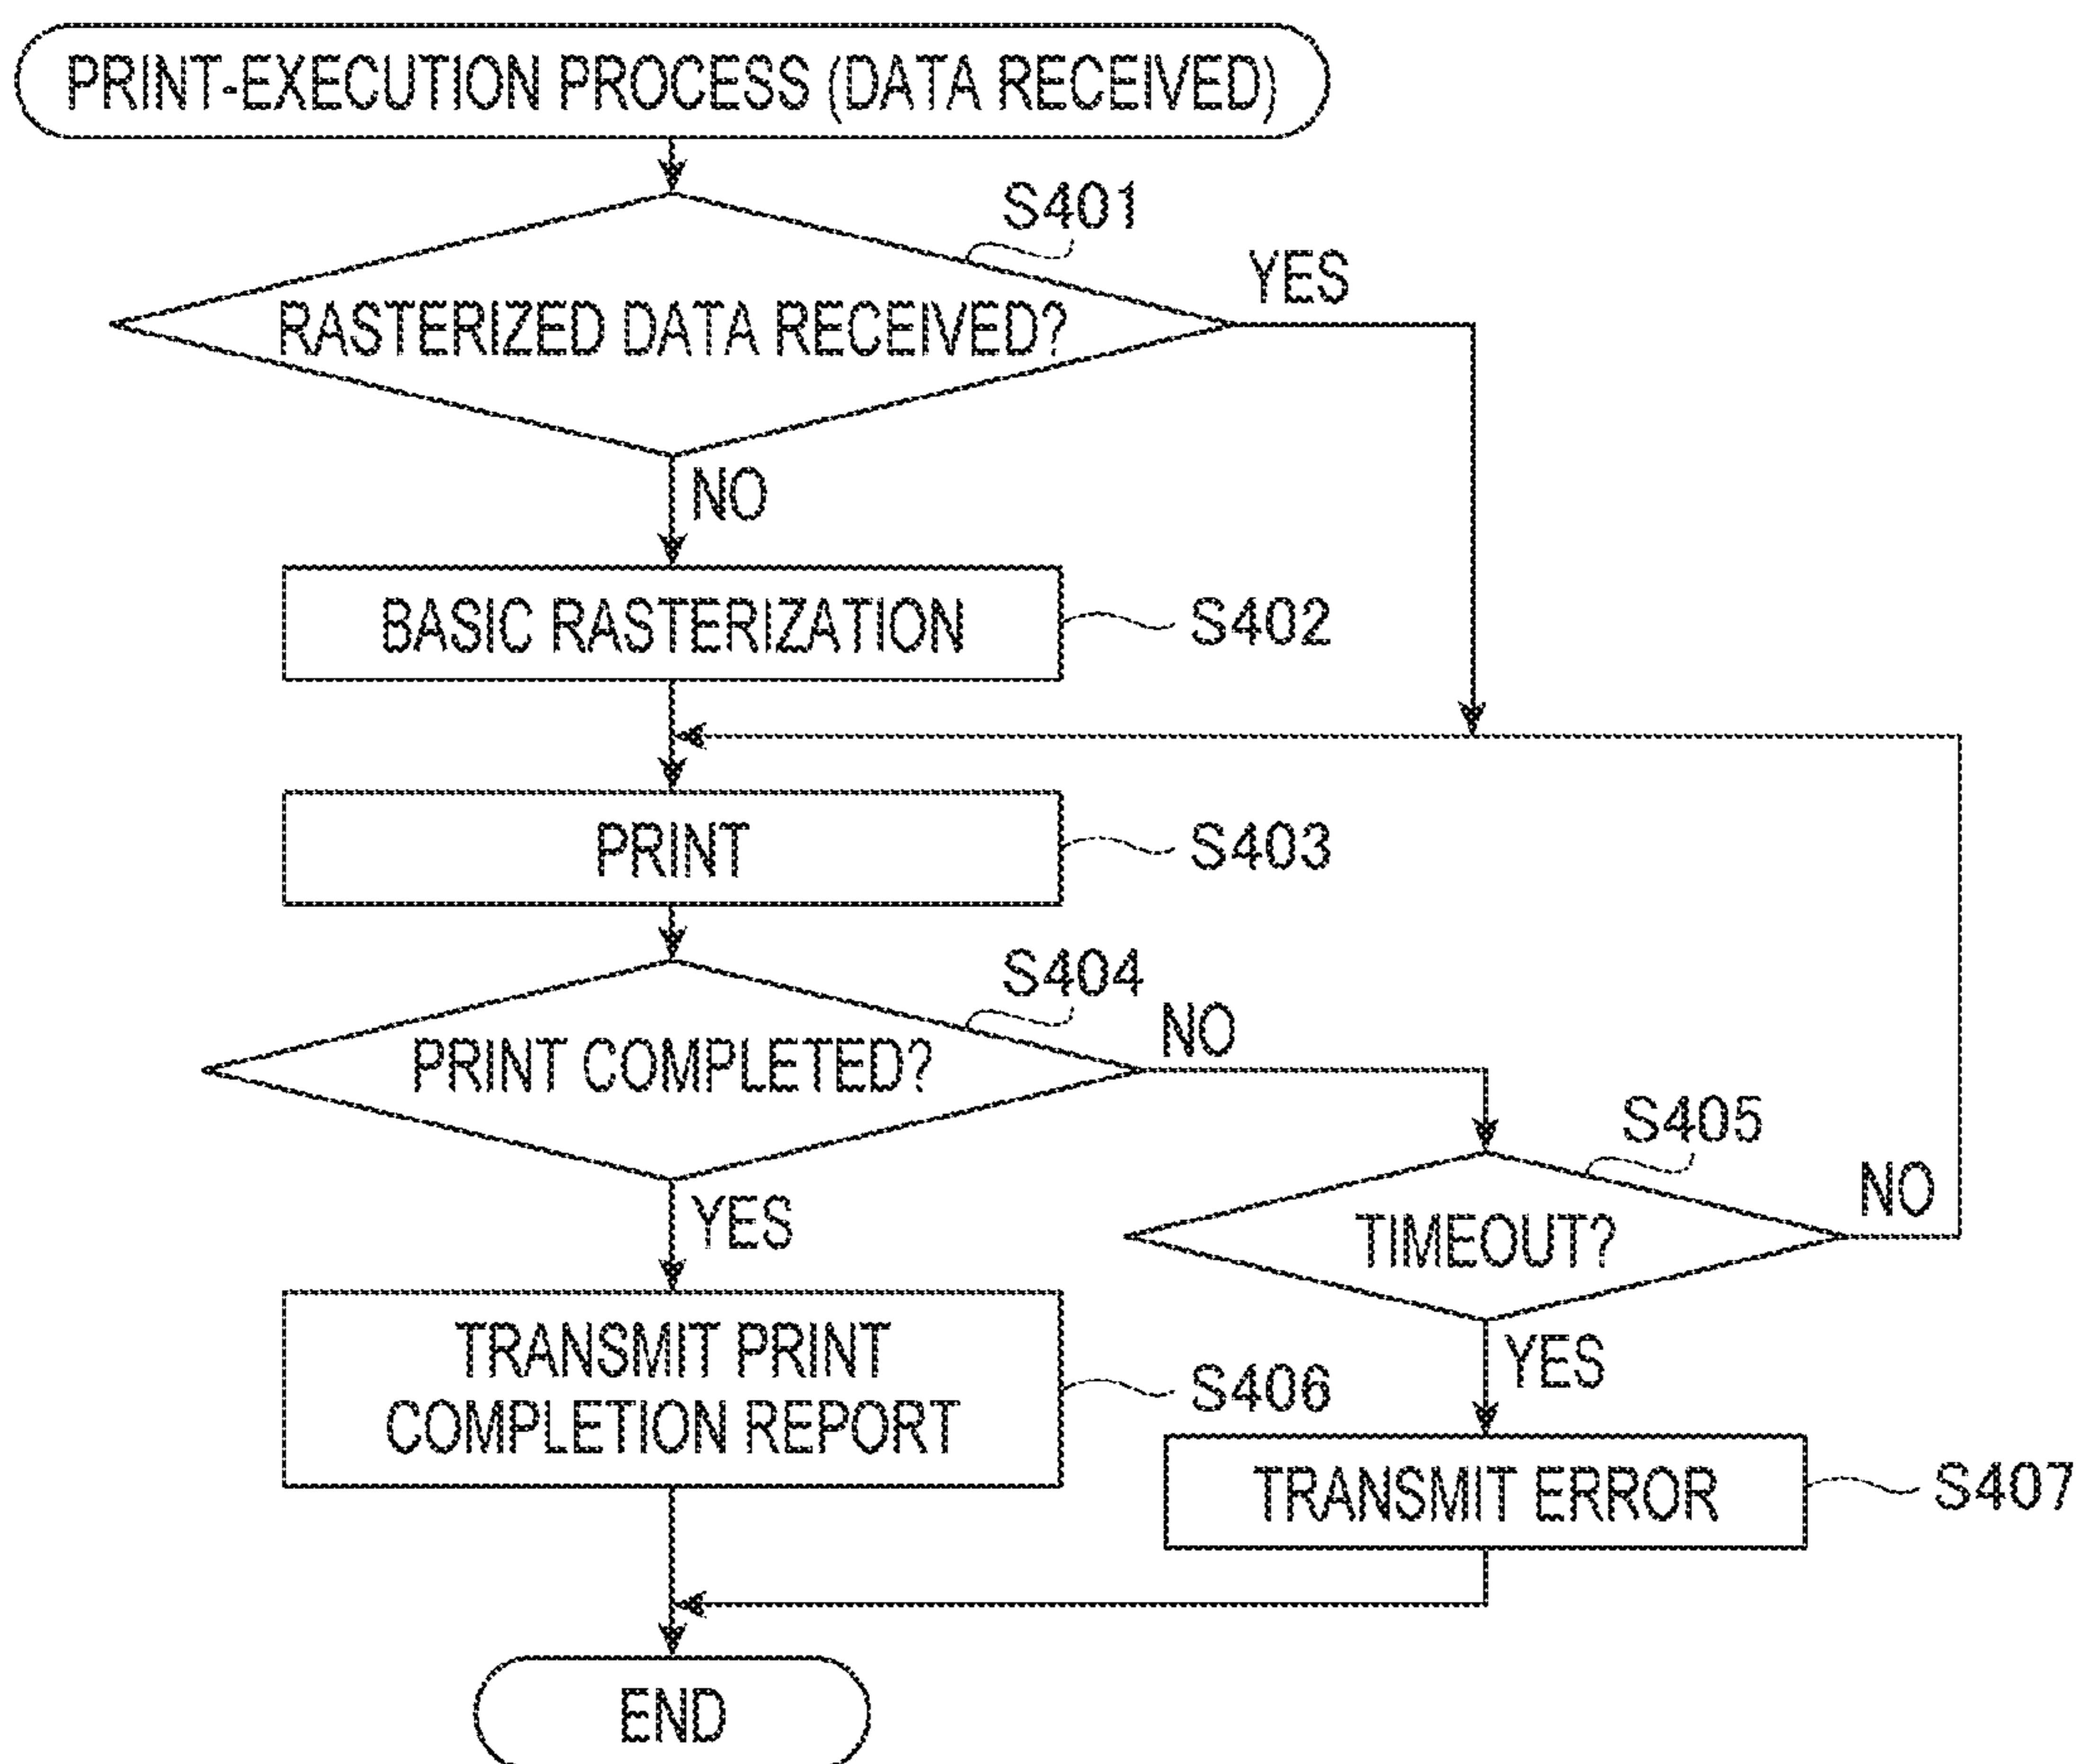 PRINT-EXECUTION PROCESS (DATA RECEIVED)
S401
YES
RASTERIZED DATA RECEIVED?
NO
BASIC RASTERIZATION
S402
PRINT
S403
S404
NO
PRINT COMPLETED?
S405
NO
YES
TIMEOUT?
TRANSMIT PRINT
COMPLETION REPORT
S406
YES
TRANSMIT ERROR
S407
END